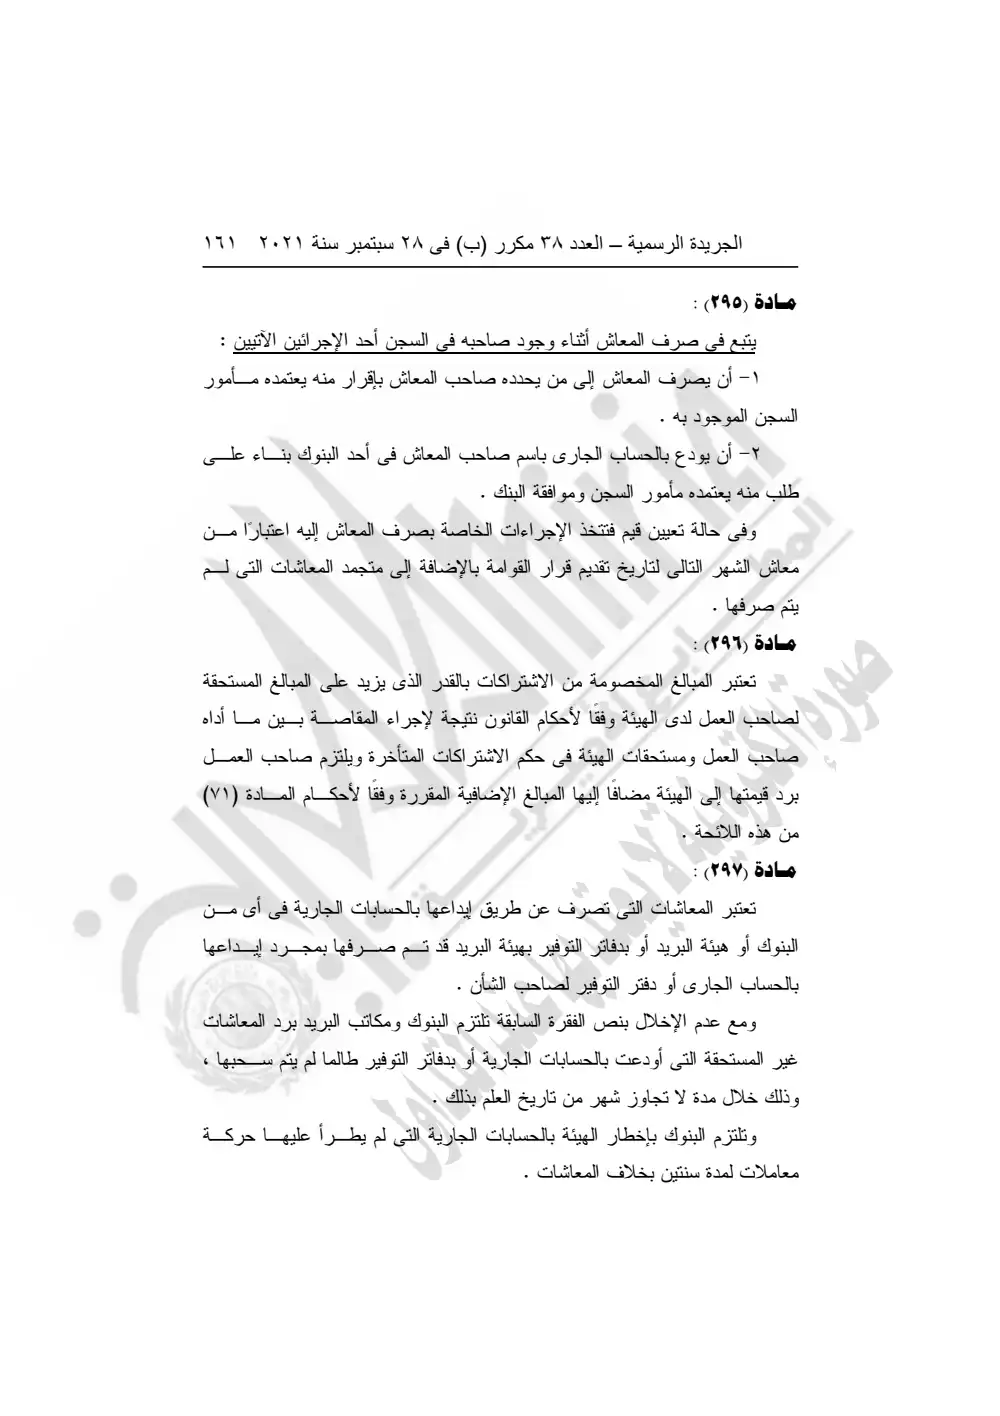 الجريدة الرسمية – العدد ٣٨ مكرر (ب) فى ٢٨ سبتمبر سنة ٢٠٢١ ١٦١
مادة (٢٩٥) :
يتبع فى صرف المعاش أثناء وجود صاحبه فى السجن أحد الإجرائين الآتيين :
١– أن يصرف المعاش إلى من يحدده صاحب المعاش بإقرار منه يعتمده مأمور
السجن الموجود به .
٢– أن يودع بالحساب الجارى باسم صاحب المعاش فى أحد البنوك بناء على
طلب منه يعتمده مأمور السجن وموافقة البنك .
وفى حالة تعيين قيم فتتخذ الإجراءات الخاصة بصرف المعاش إليه اعتبارًا من
معاش الشهر التالى لتاريخ تقديم قرار القوامة بالإضافة إلى متجمد المعاشات التى لم
يتم صرفها .
مادة (٢٩٦) :
تعتبر المبالغ المخصومة من الاشتراكات بالقدر الذى يزيد على المبالغ المستحقة
لصاحب العمل لدى الهيئة وفقًا لأحكام القانون نتيجة لإجراء المقاصة بين ما أداه
صاحب العمل ومستحقات الهيئة فى حكم الاشتراكات المتأخرة ويلتزم صاحب العمل
برد قيمتها إلى الهيئة مضافًا إليها المبالغ الإضافية المقررة وفقًا لأحكام المادة (٧١)
من هذه اللائحة .
مادة (٢٩٧) :
تعتبر المعاشات التى تصرف عن طريق إيداعها بالحسابات الجارية فى أى من
البنوك أو هيئة البريد أو بدفاتر التوفير بهيئة البريد قد تم صرفها بمجرد إيداعها
بالحساب الجارى أو دفتر التوفير لصاحب الشأن .
ومع عدم الإخلال بنص الفقرة السابقة تلتزم البنوك ومكاتب البريد برد المعاشات
غير المستحقة التى أودعت بالحسابات الجارية أو بدفاتر التوفير طالما لم يتم سحبها ،
وذلك خلال مدة لا تجاوز شهر من تاريخ العلم بذلك .
وتلتزم البنوك بإخطار الهيئة بالحسابات الجارية التى لم يطرأ عليها حركة
معاملات لمدة سنتين بخلاف المعاشات .
صورة إلكترونية لا يعتد بها عند التداول